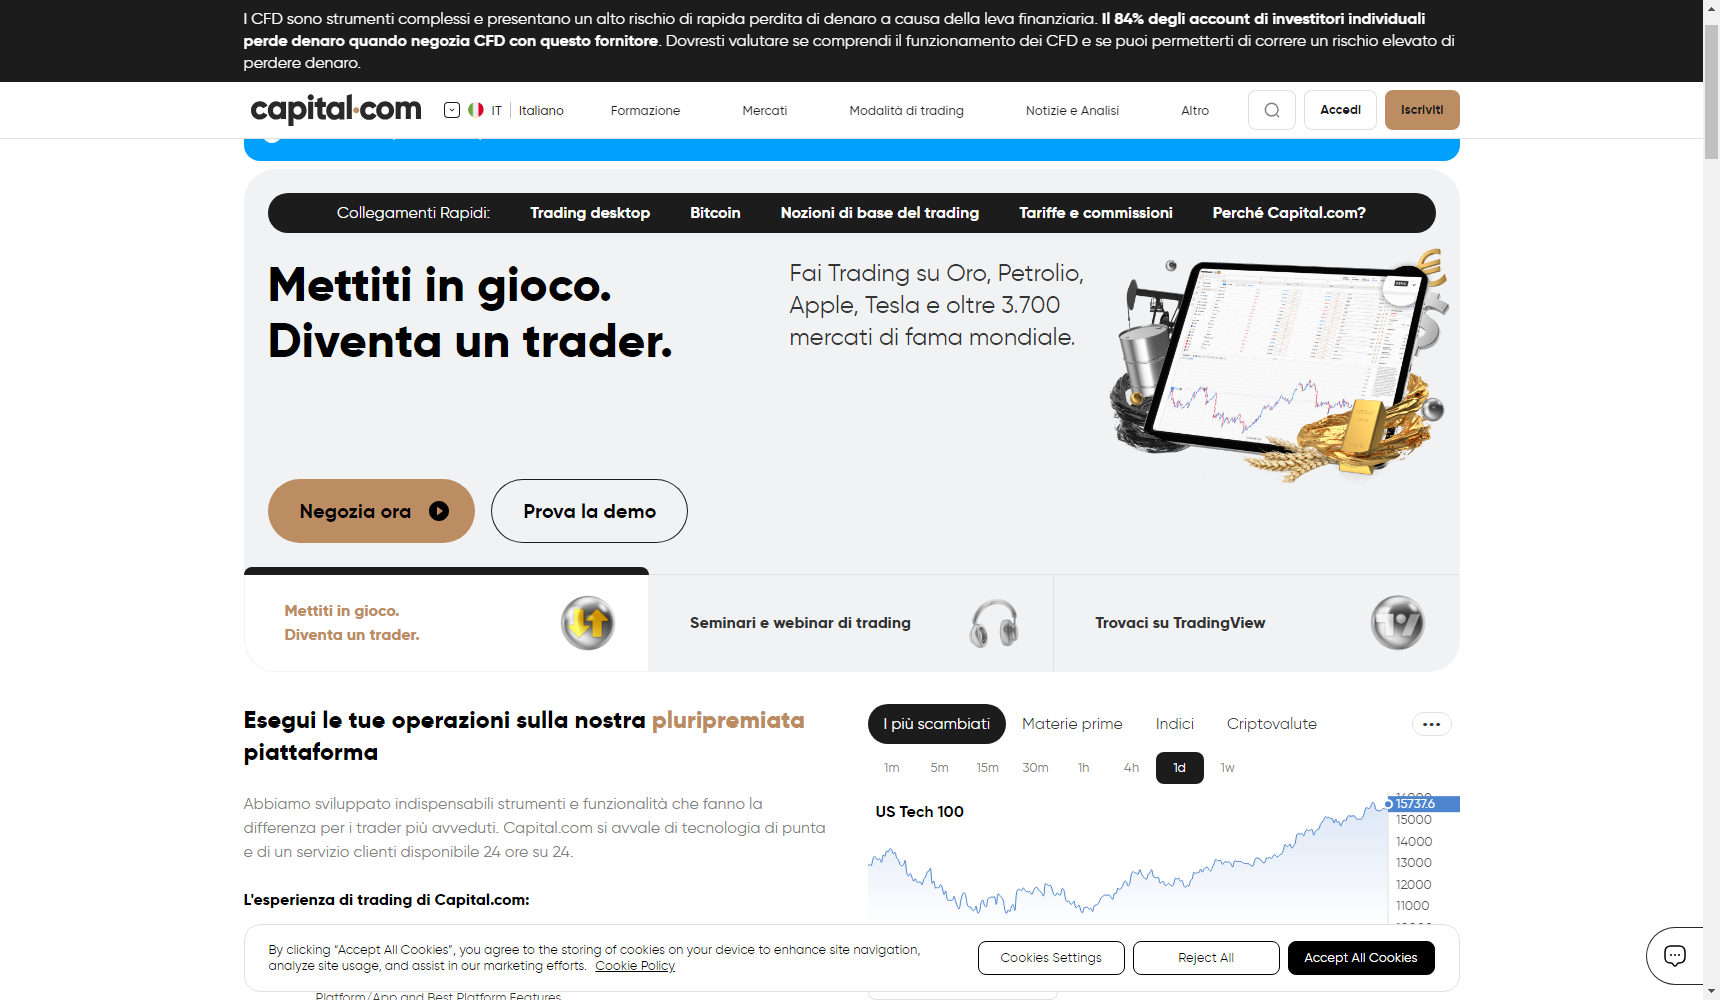 I CFD sono strumenti complessi e presentano un alto rischio di rapida perdita di denaro a causa della leva finanziaria. Il 84% degli account di investitori individuali
perde denaro quando negozia CFD con questo fornitore. Dovresti valutare se comprendi il funzionamento dei CFD e se puoi permetterti di correre un rischio elevato di
perdere denaro.
capital.com
IT | Italiano
Formazione
Mercati
Modalità di trading
Notizie e Analisi
Altro
Accedi
Iscriviti
Collegamenti Rapidi:
Trading desktop
Bitcoin
Nozioni di base del trading
Tariffe e commissioni
Perché Capital.com?
Mettiti in gioco.
Diventa un trader.
Fai Trading su Oro, Petrolio,
Apple, Tesla e oltre 3.700
mercati di fama mondiale.
Negozia ora
Prova la demo
Mettiti in gioco.
Diventa un trader.
Seminari e webinar di trading
Trovaci su TradingView
Esegui le tue operazioni sulla nostra pluripremiata
piattaforma
Abbiamo sviluppato indispensabili strumenti e funzionalità che fanno la
differenza per i trader più avveduti. Capital.com si avvale di tecnologia di punta
e di un servizio clienti disponibile 24 ore su 24.
L'esperienza di trading di Capital.com:
I più scambiati
Materie prime
Indici
Criptovalute
1m
5m
15m
30m
1h
4h
1d
1w
US Tech 100
15737.6
15000
14000
13000
12000
11000
By clicking “Accept All Cookies”, you agree to the storing of cookies on your device to enhance site navigation,
analyze site usage, and assist in our marketing efforts. Cookie Policy
Cookies Settings
Reject All
Accept All Cookies
Platform/App and Best Platform Features